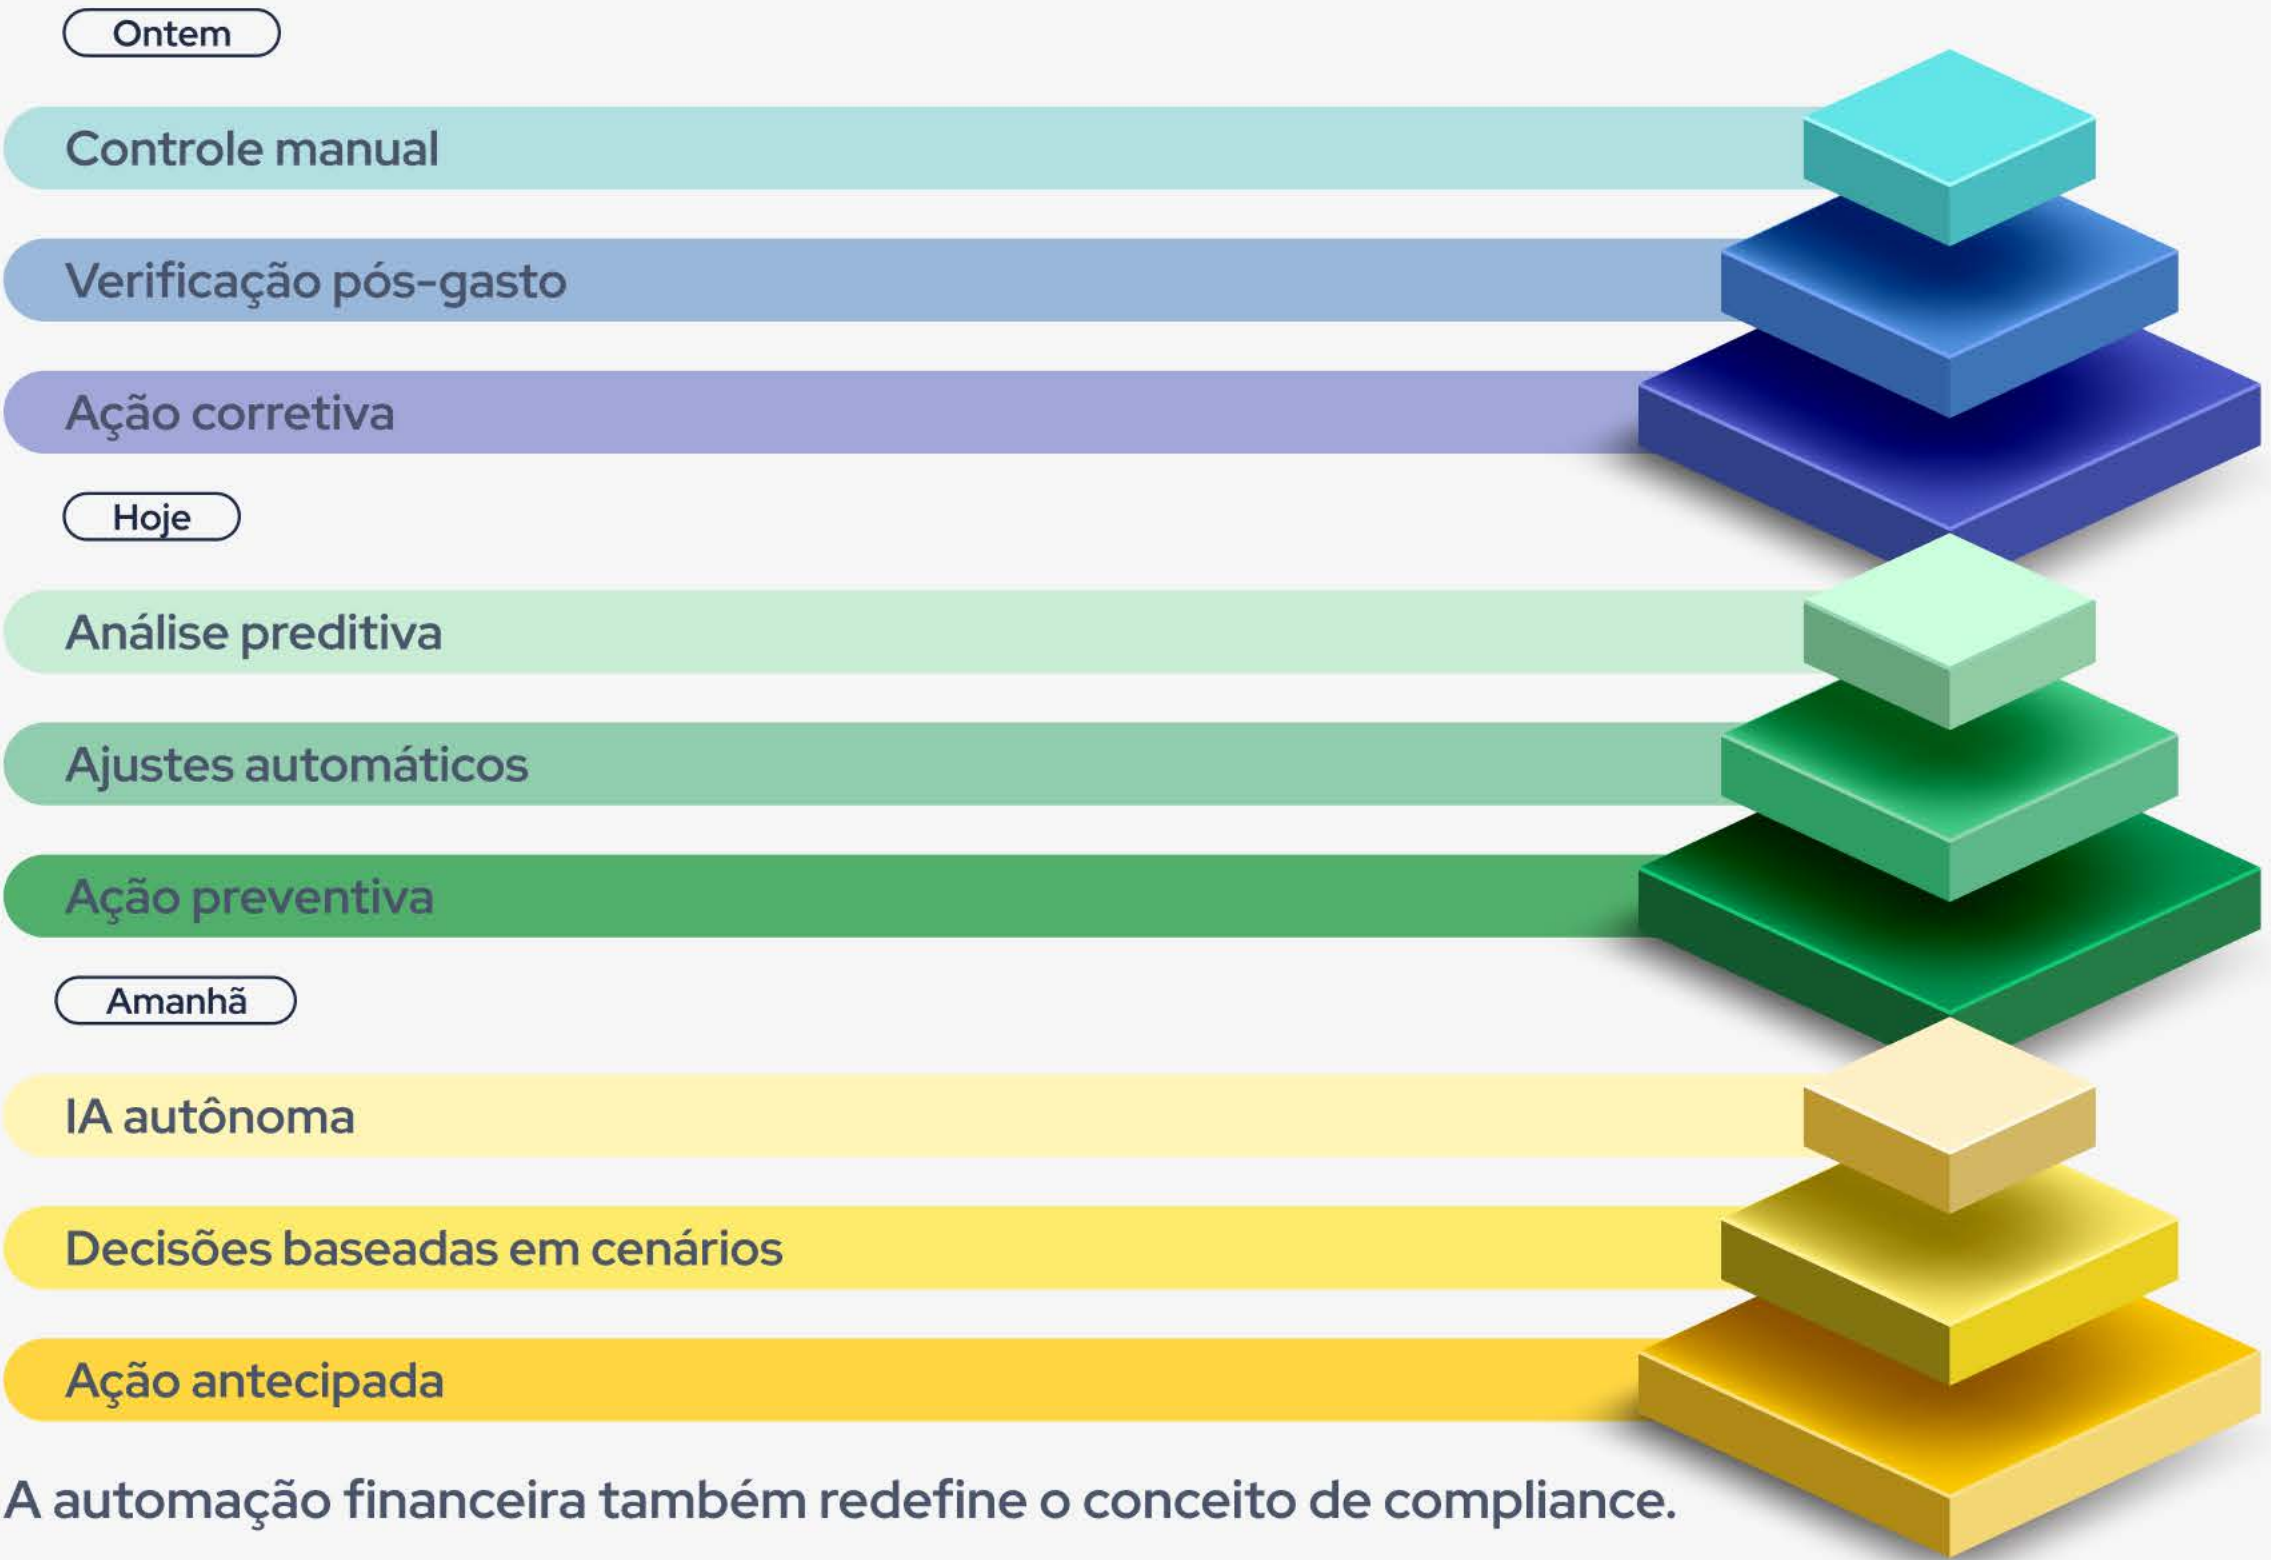 Ontem
Controle manual
Verificação pós-gasto
Ação corretiva
Hoje
Análise preditiva
Ajustes automáticos
Ação preventiva
Amanhã
IA autônoma
Decisões baseadas em cenários
Ação antecipada
A automação financeira também redefine o conceito de compliance.